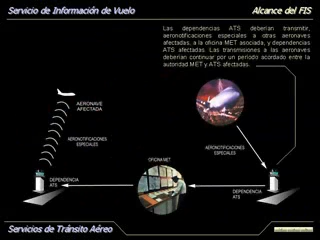 Servicio de Información de Vuelo
Alcance del FIS
Las dependencias ATS deberían transmitir,
aeronotificaciones especiales a otras aeronaves
afectadas, a la oficina MET asociada, y dependencias
ATS afectadas. Las transmisiones a las aeronaves
deberían continuar por un período acordado entre la
autoridad MET y ATS afectadas.
AERONAVE
AFECTADA
AERONOTIFICACIONES
ESPECIALES
AERONOTIFICACIONES
ESPECIALES
OFICINA MET
DEPENDENCIA
ATS
DEPENDENCIA
ATS
Servicios de Tránsito Aéreo